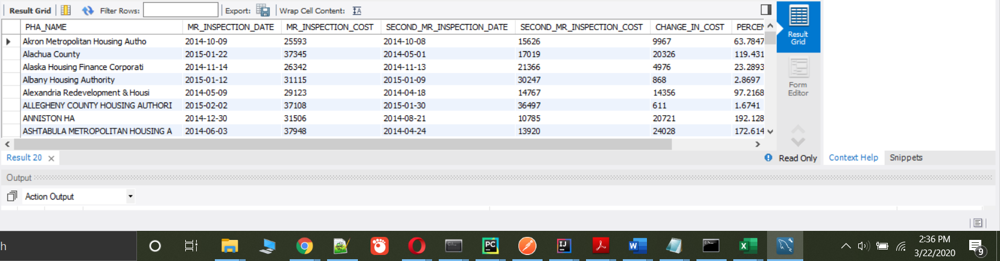 Result Grid Filter Rows: Export: Wrap Cell Content:
PHA_NAME MR_INSPECTION_DATE MR_INSPECTION_COST SECOND_MR_INSPECTION_DATE SECOND_MR_INSPECTION_COST CHANGE_IN_COST PERCEN
Akron Metropolitan Housing Autho 2014-10-09 25593 2014-10-08 15626 9967 63.7847
Alachua County 2015-01-22 37345 2014-05-01 17019 20326 119.431
Alaska Housing Finance Corporati 2014-11-14 26342 2014-11-13 21366 4976 23.2893
Albany Housing Authority 2015-01-12 31115 2015-01-09 30247 868 2.8697
Alexandria Redevelopment & Housi 2014-05-09 29123 2014-04-18 14767 14356 97.2168
ALLEGHENY COUNTY HOUSING AUTHORI 2015-02-02 37108 2015-01-30 36497 611 1.6741
ANNISTON HA 2014-12-30 31506 2014-08-21 10785 20721 192.128
ASHTABULA METROPOLITAN HOUSING A 2014-06-03 37948 2014-04-24 13920 24028 172.614
Result
Grid
Form
Editor
Result 20 Read Only Context Help Snippets
Output
Action Output
h
PC
IJ
W
X
2:36 PM
3/22/2020
9